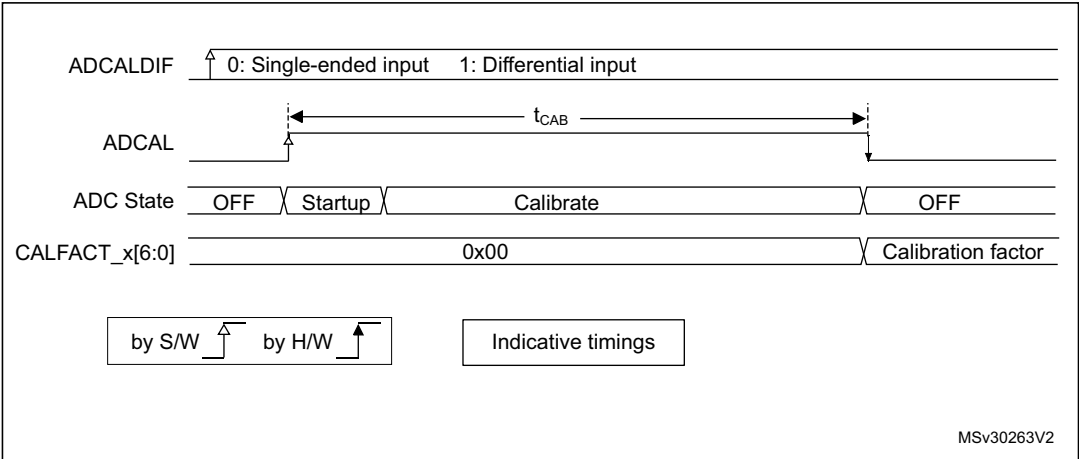 ADCALDIF 0: Single-ended input 1: Differential input
tCAB
ADCAL
ADC State OFF Startup Calibrate OFF
CALFACT_x[6:0] 0x00 Calibration factor
by S/W by H/W Indicative timings
MSv30263V2